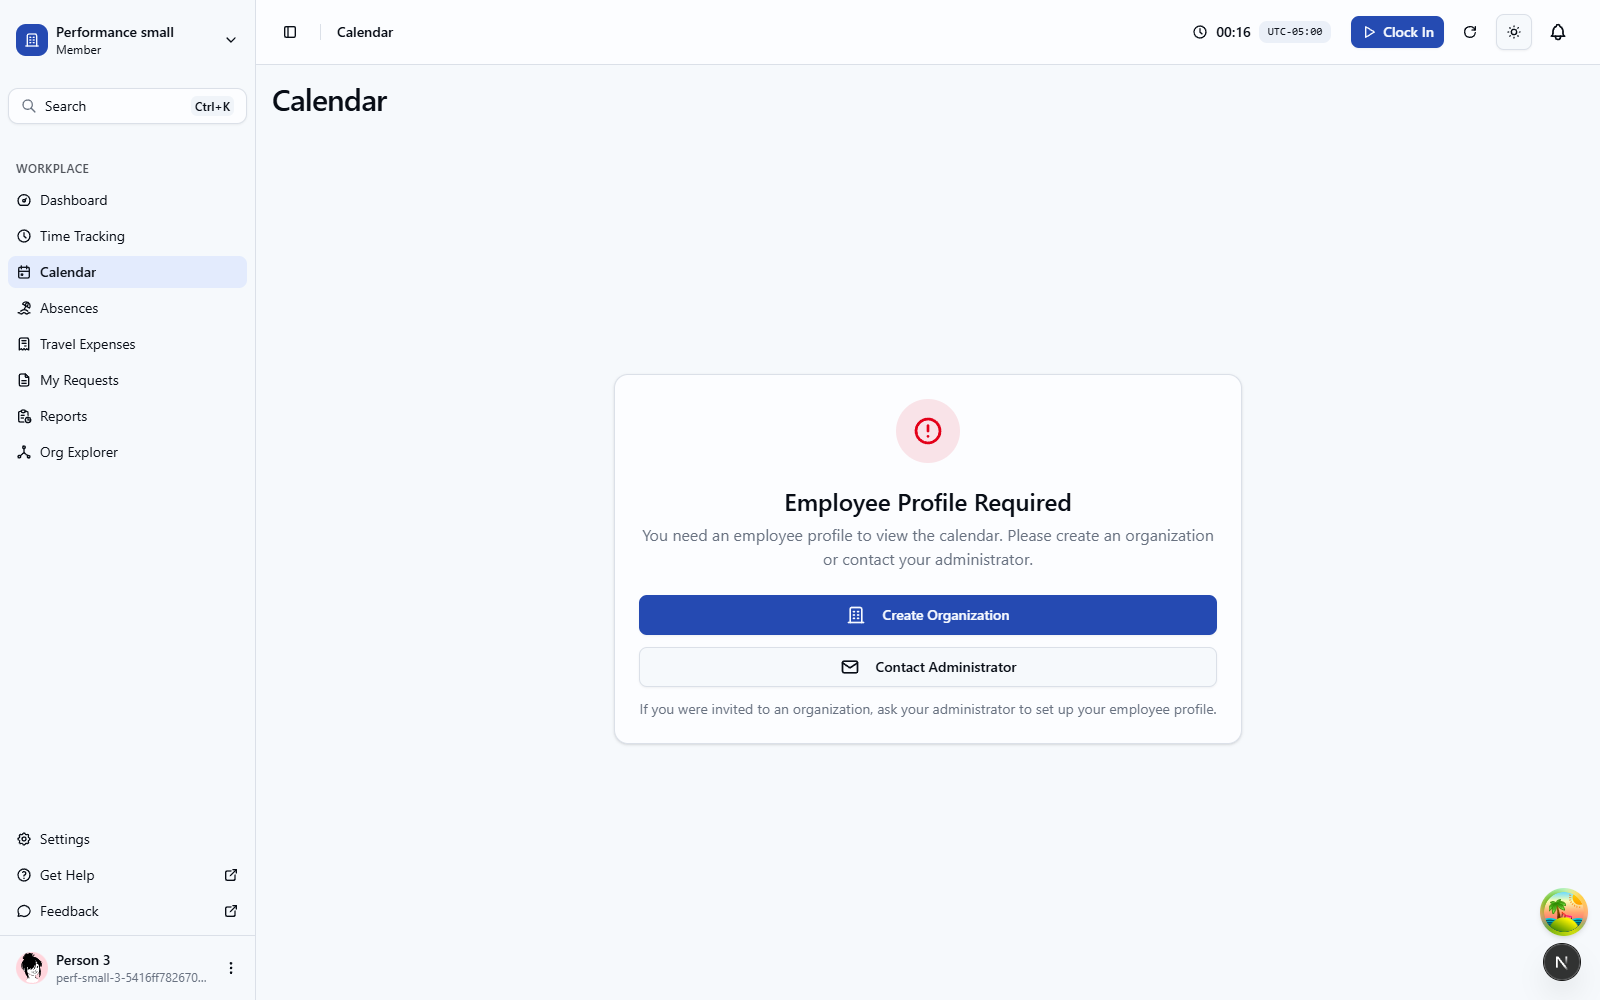 Performance small
Member
Search
Ctrl+K
WORKPLACE
Dashboard
Time Tracking
Calendar
Absences
Travel Expenses
My Requests
Reports
Org Explorer
Settings
Get Help
Feedback
Person 3
perf-small-3-5416ff782670...
Calendar
00:16
UTC-05:00
Clock In
Calendar
Employee Profile Required
You need an employee profile to view the calendar. Please create an organization
or contact your administrator.
Create Organization
Contact Administrator
If you were invited to an organization, ask your administrator to set up your employee profile.
N